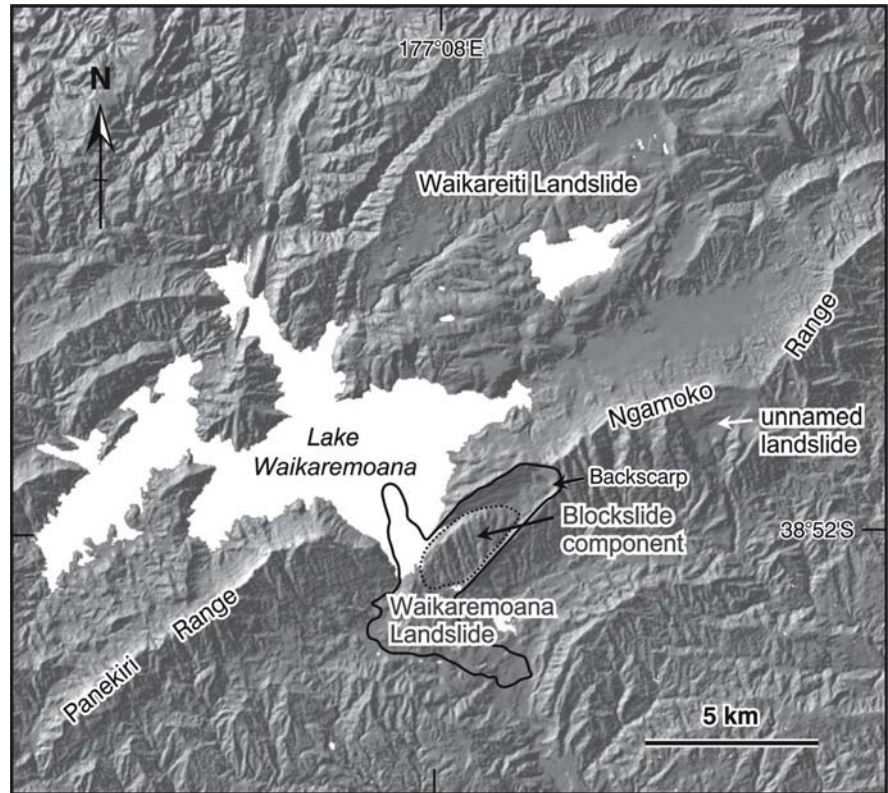 177°08'E
N
Waikareiti Landslide
Range
Ngamoko
unnamed
landslide
Lake
Waikaremoana
Backscarp
Blockslide
component
38°52'S
Waikaremoana
Landslide
Range
Panekiri
5 km